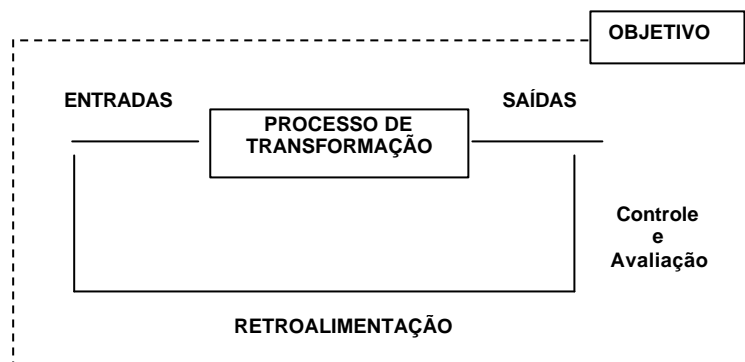 OBJETIVO
ENTRADAS
SAÍDAS
PROCESSO DE
TRANSFORMAÇÃO
Controle
e
Avaliação
RETROALIMENTAÇÃO